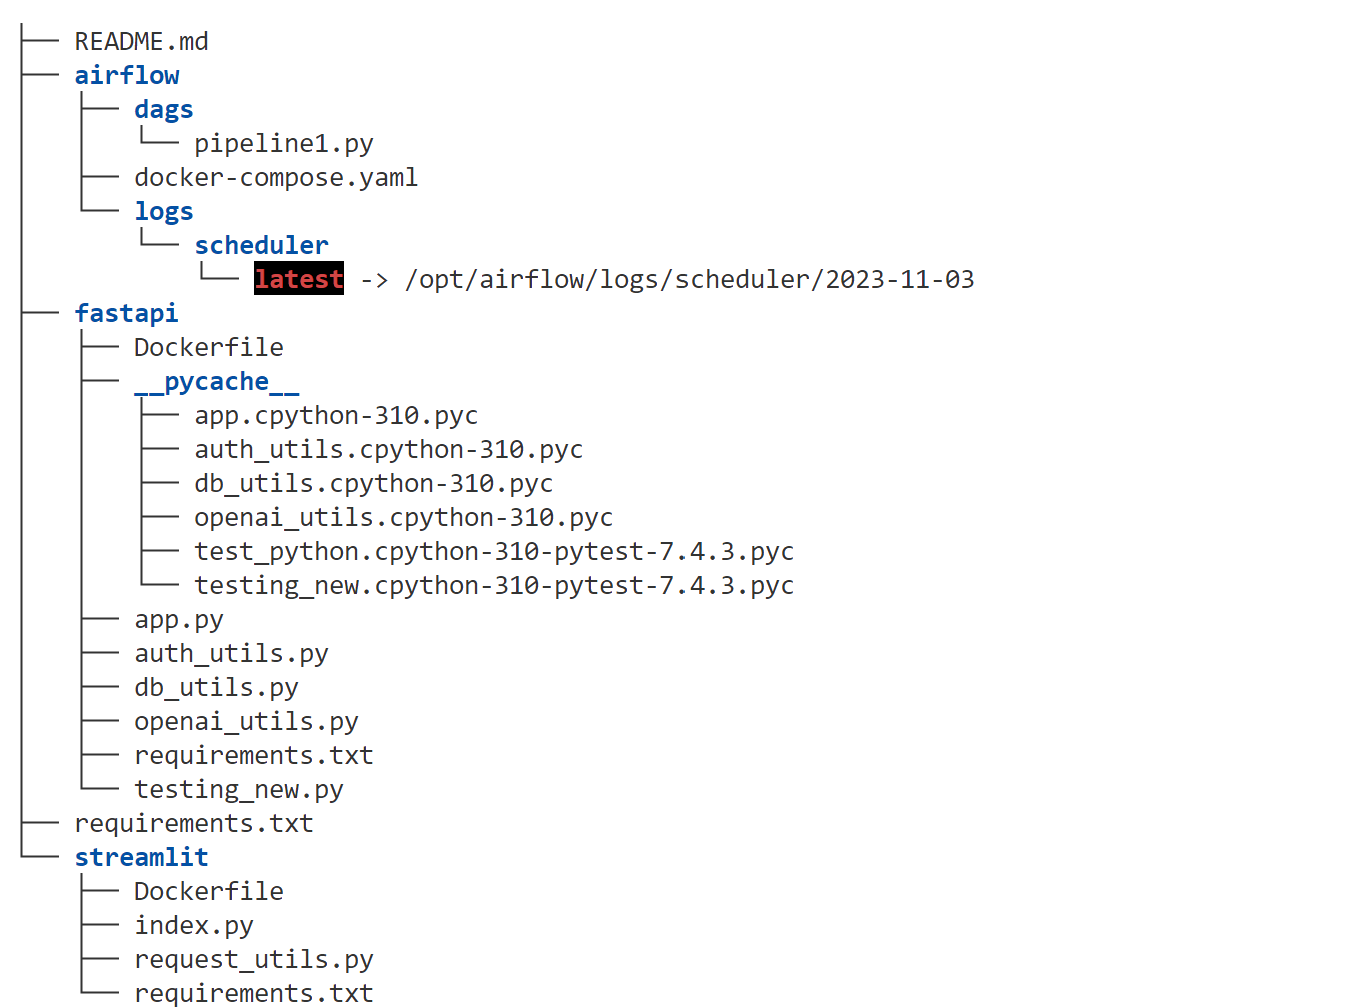 ├── README.md
├── airflow
│   ├── dags
│   │   └── pipeline1.py
│   ├── docker-compose.yaml
│   └── logs
│       └── scheduler
│           └── latest -> /opt/airflow/logs/scheduler/2023-11-03
├── fastapi
│   ├── Dockerfile
│   ├── __pycache__
│   │   ├── app.cpython-310.pyc
│   │   ├── auth_utils.cpython-310.pyc
│   │   ├── db_utils.cpython-310.pyc
│   │   ├── openai_utils.cpython-310.pyc
│   │   ├── test_python.cpython-310-pytest-7.4.3.pyc
│   │   └── testing_new.cpython-310-pytest-7.4.3.pyc
│   ├── app.py
│   ├── auth_utils.py
│   ├── db_utils.py
│   ├── openai_utils.py
│   ├── requirements.txt
│   └── testing_new.py
├── requirements.txt
└── streamlit
    ├── Dockerfile
    ├── index.py
    ├── request_utils.py
    └── requirements.txt